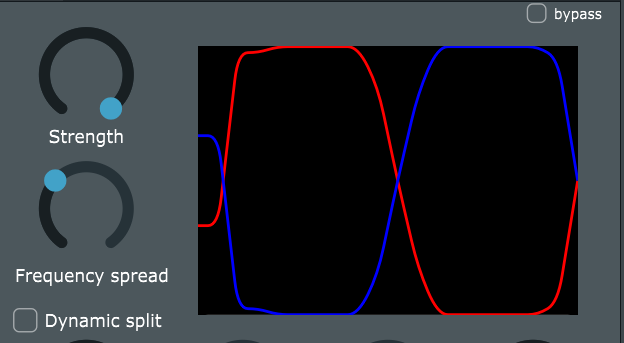 bypass
Strength
Frequency spread
Dynamic split